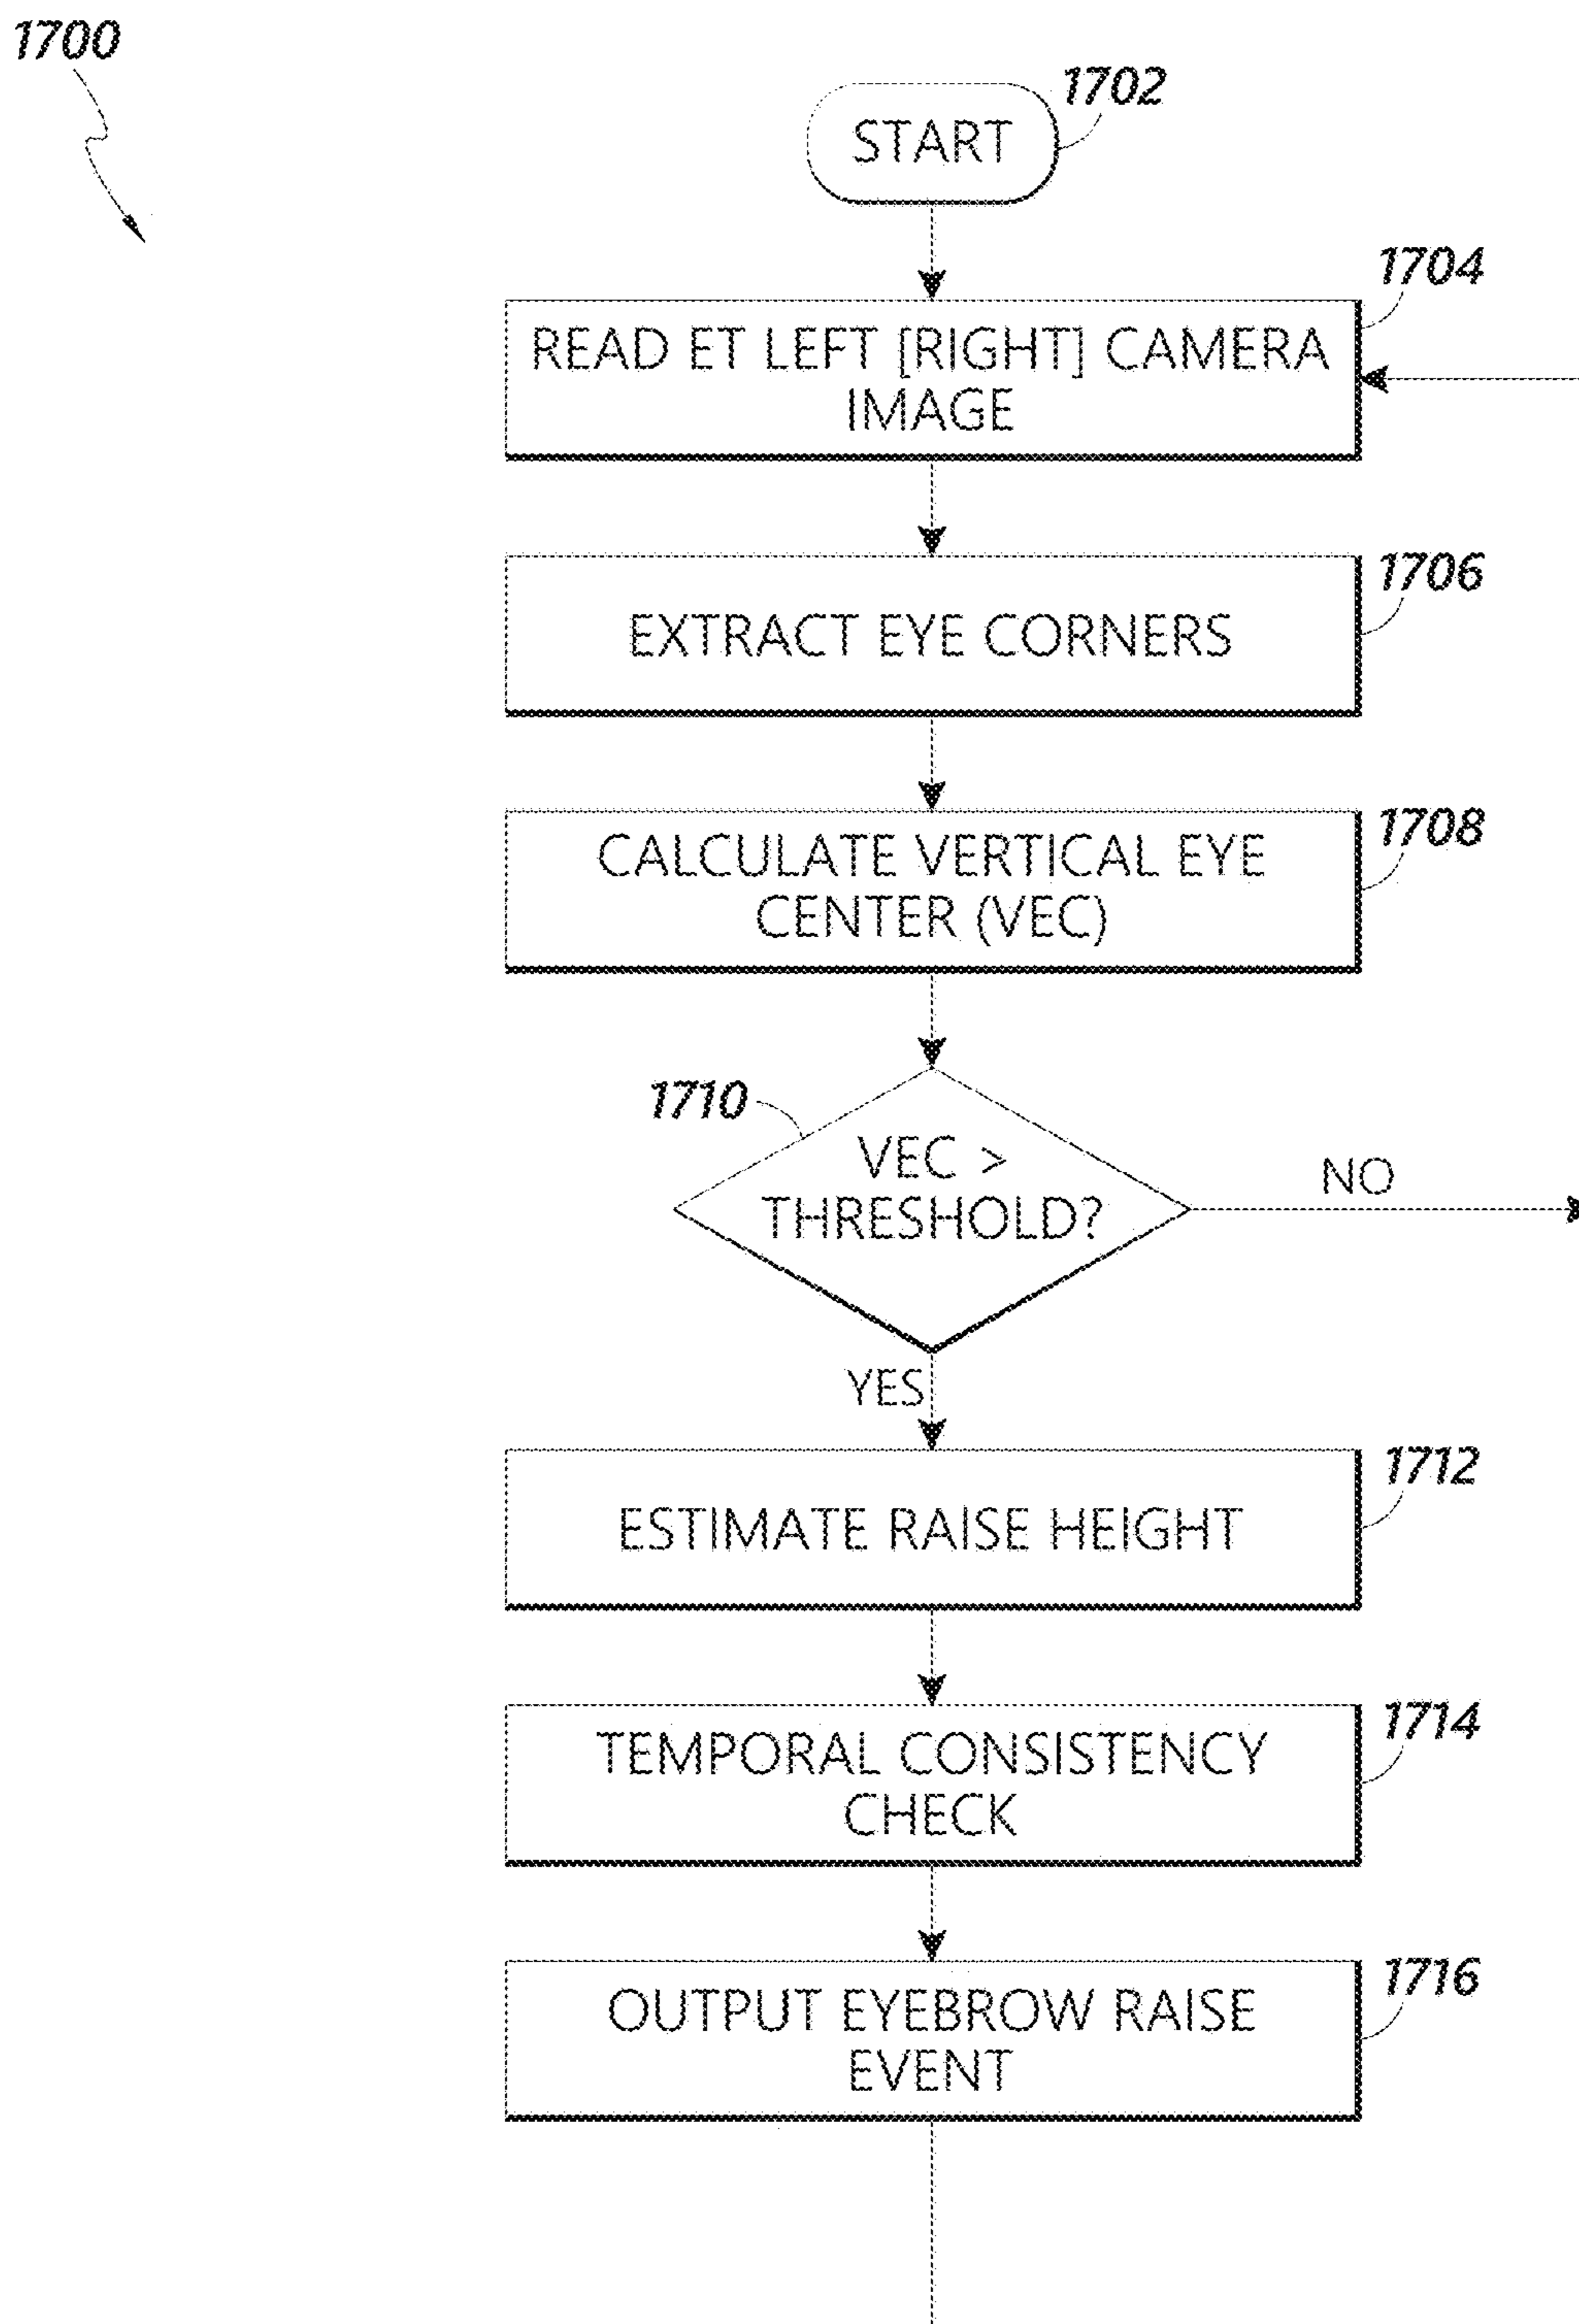 1700
1702
START
1704
READ ET LEFT [RIGHT] CAMERA
IMAGE
1706
EXTRACT EYE CORNERS
1708
CALCULATE VERTICAL EYE
CENTER (VEC)
1710
VEC >
THRESHOLD?
NO
YES
1712
ESTIMATE RAISE HEIGHT
1714
TEMPORAL CONSISTENCY
CHECK
1716
OUTPUT EYEBROW RAISE
EVENT